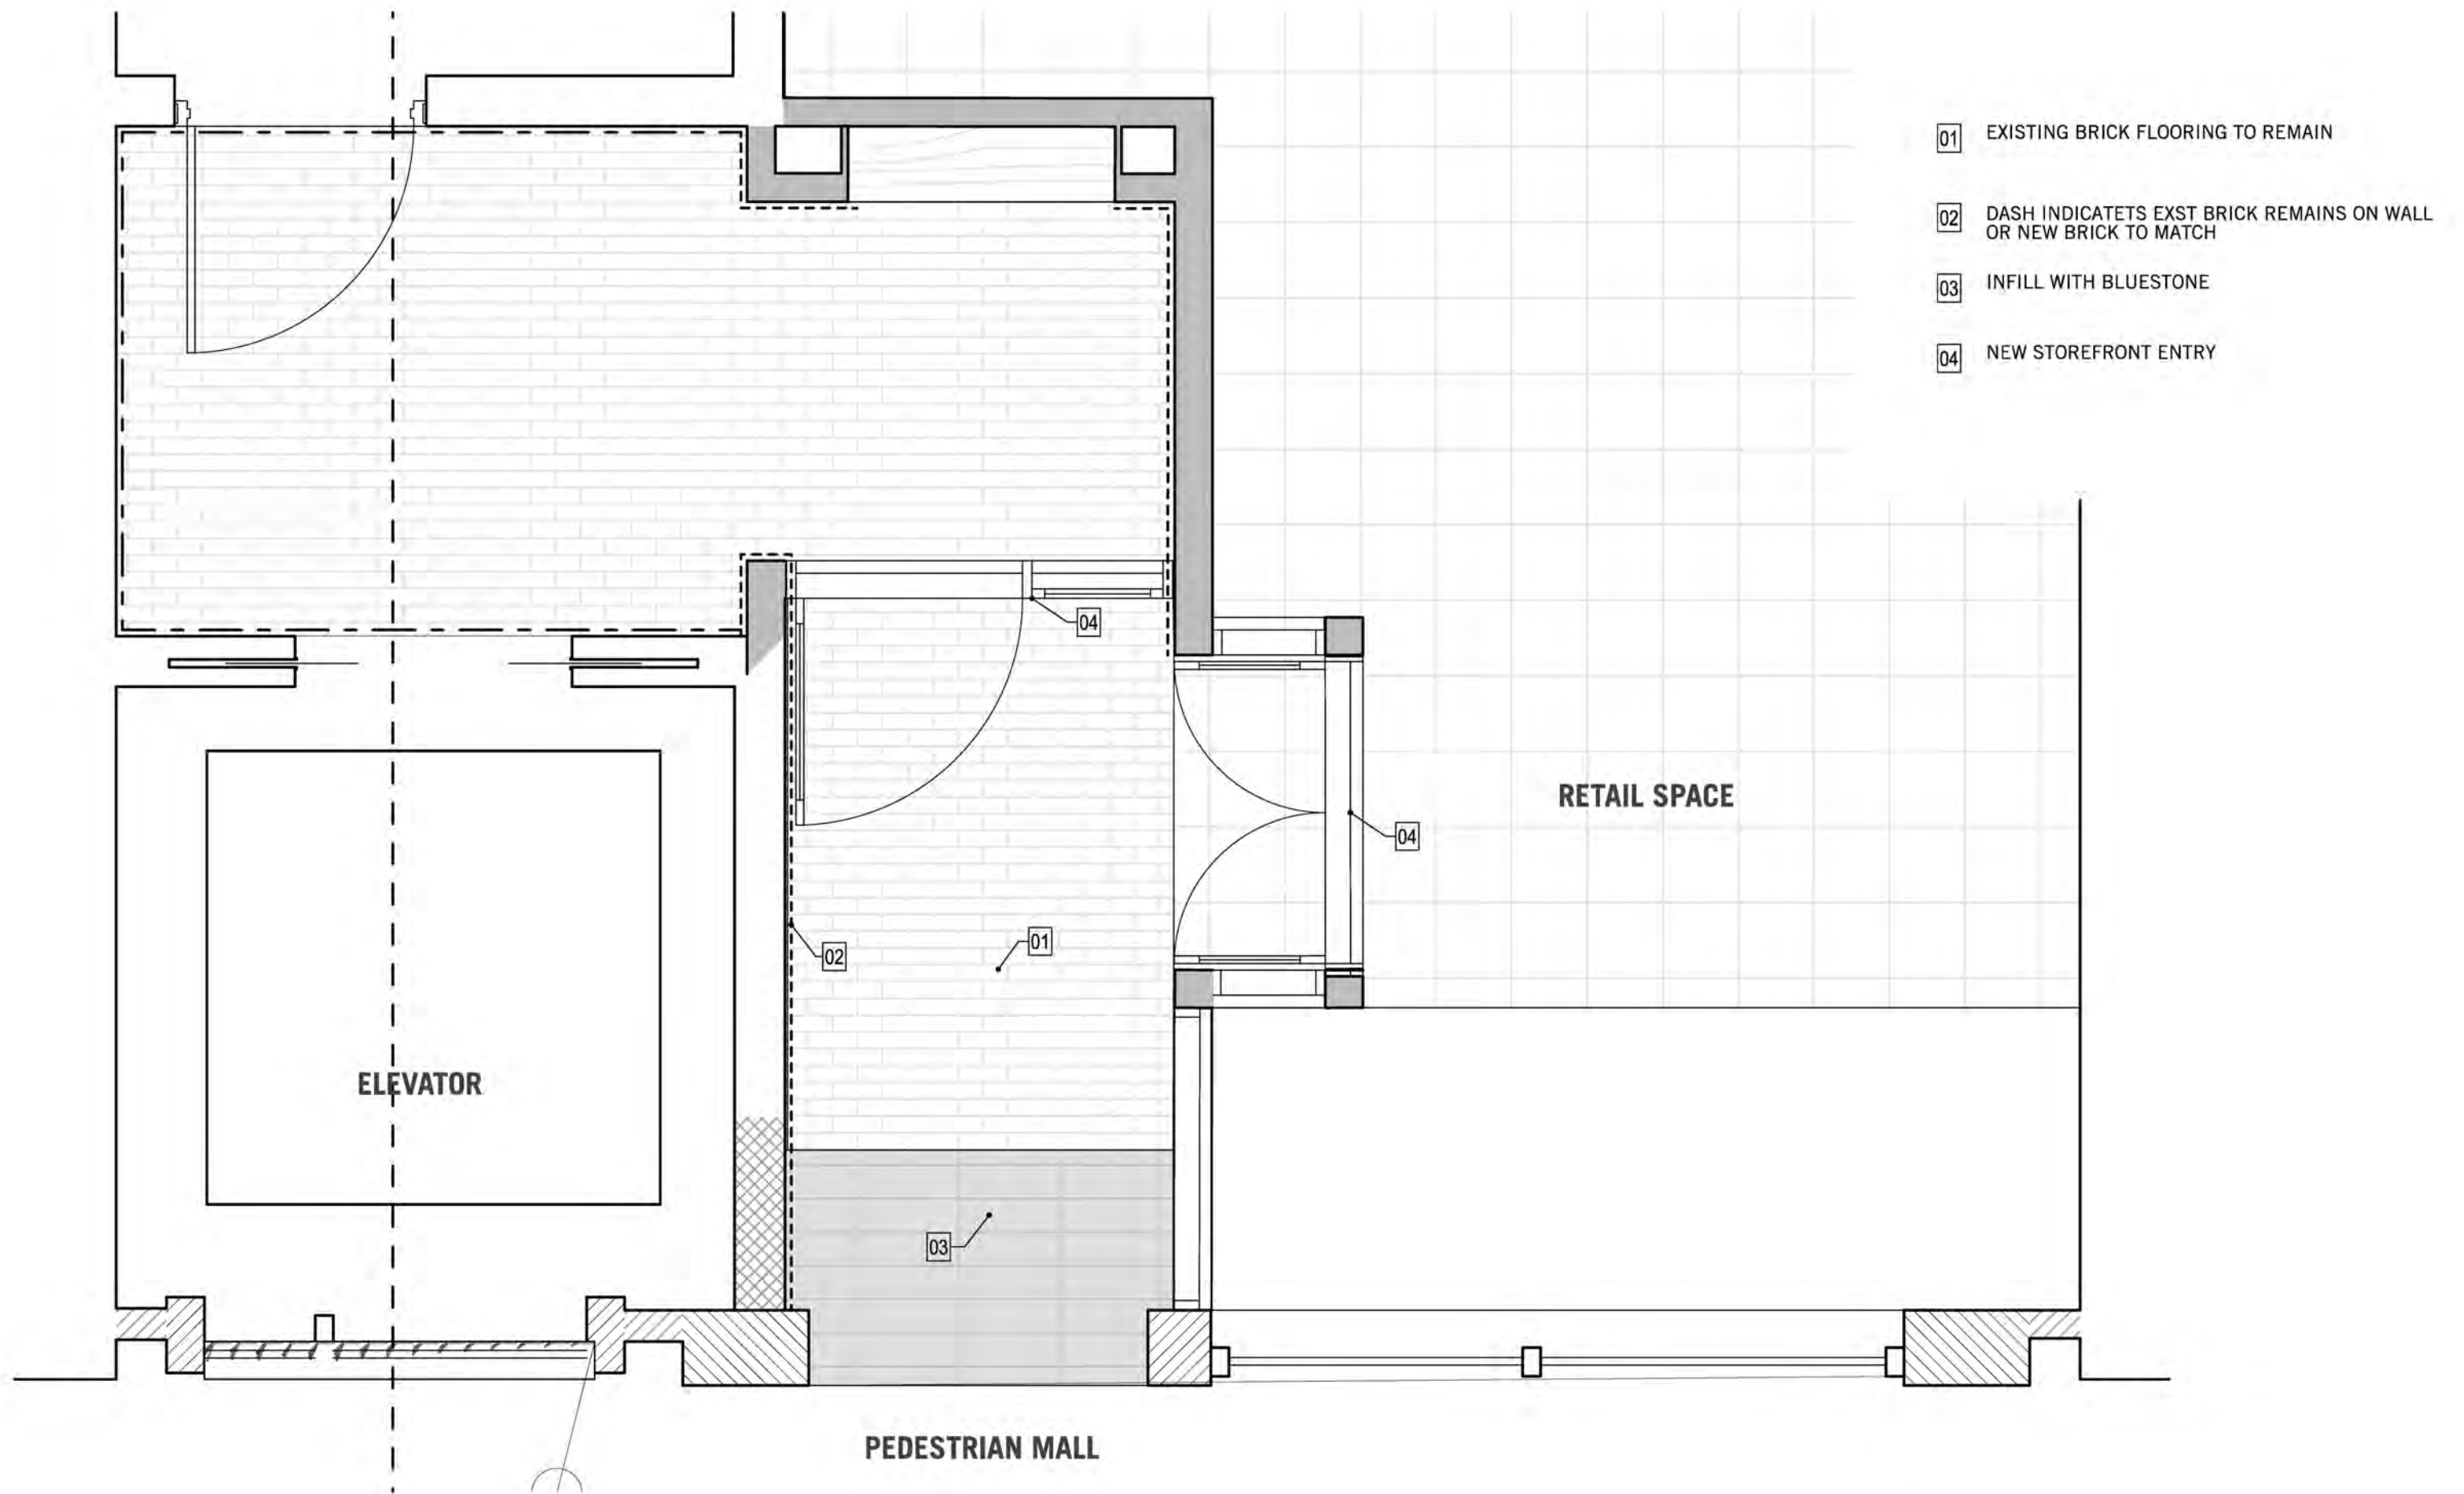 01 EXISTING BRICK FLOORING TO REMAIN
02 DASH INDICATETS EXST BRICK REMAINS ON WALL
OR NEW BRICK TO MATCH
03 INFILL WITH BLUESTONE
04 NEW STOREFRONT ENTRY
04
RETAIL SPACE
04
01
02
ELEVATOR
03
PEDESTRIAN MALL